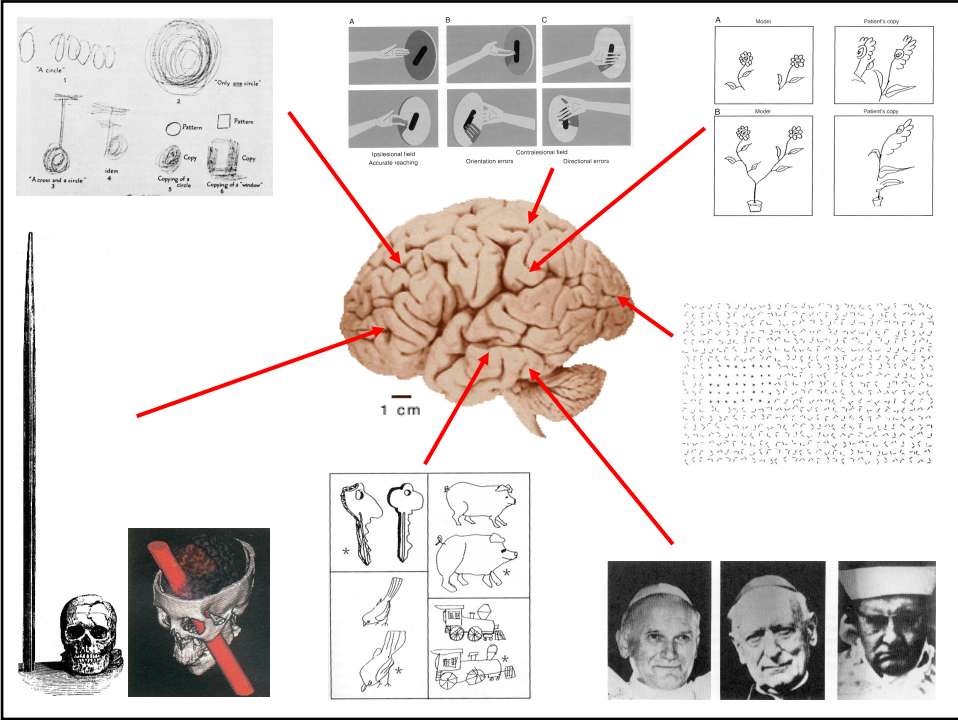 "A circle"
1
"Only one circle"
2
"A cross and a circle"
3
idem
4
Pattern
Pattern
Copy
Copy
Copying of a
circle
5
Copying of a "window"
6
A
B
C
Ipsilesional field
Accurate reaching
Contralesional field
Orientation errors
Directional errors
A
Model
Patient's copy
B
Model
Patient's copy
1 cm
*
*
*
*